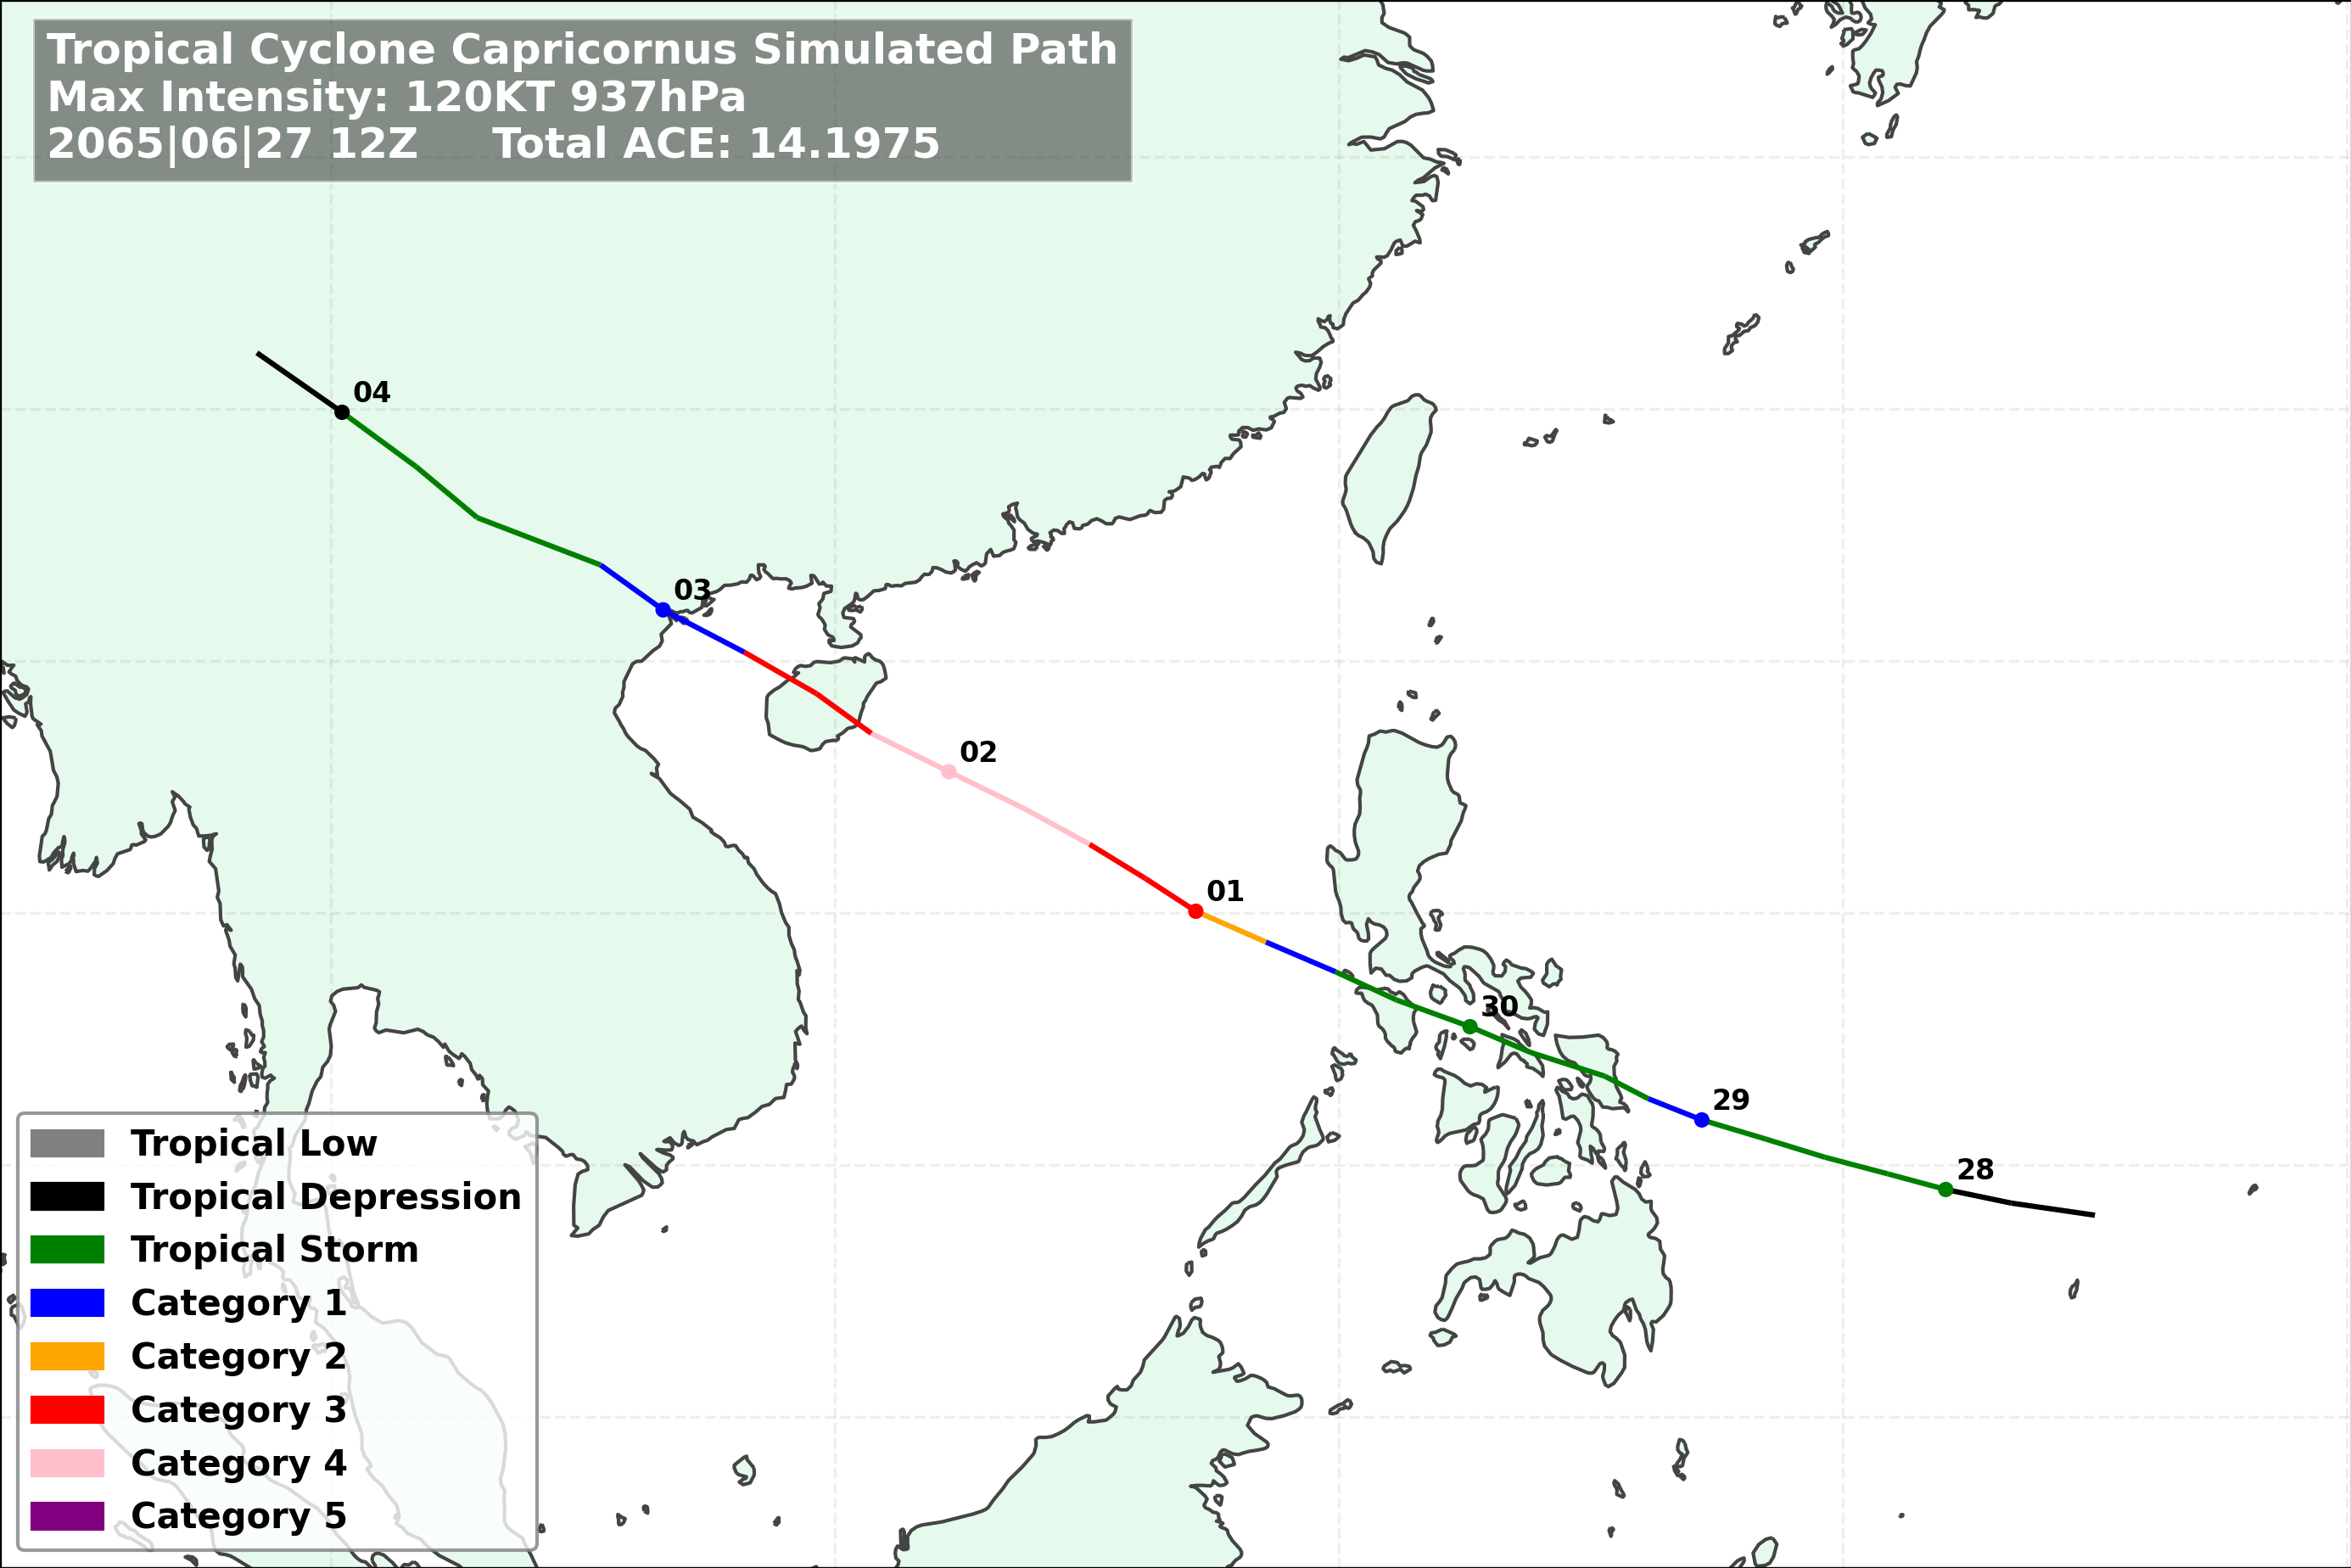 Tropical Cyclone Capricornus Simulated Path
Max Intensity: 120KT 937hPa
2065|06|27 12Z Total ACE: 14.1975
04
03
02
01
30
29
28
Tropical Low
Tropical Depression
Tropical Storm
Category 1
Category 2
Category 3
Category 4
Category 5